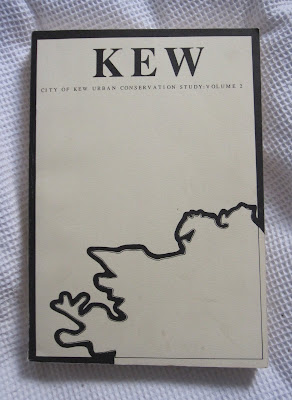 KEW
CITY OF KEW URBAN CONSERVATION STUDY: VOLUME 2